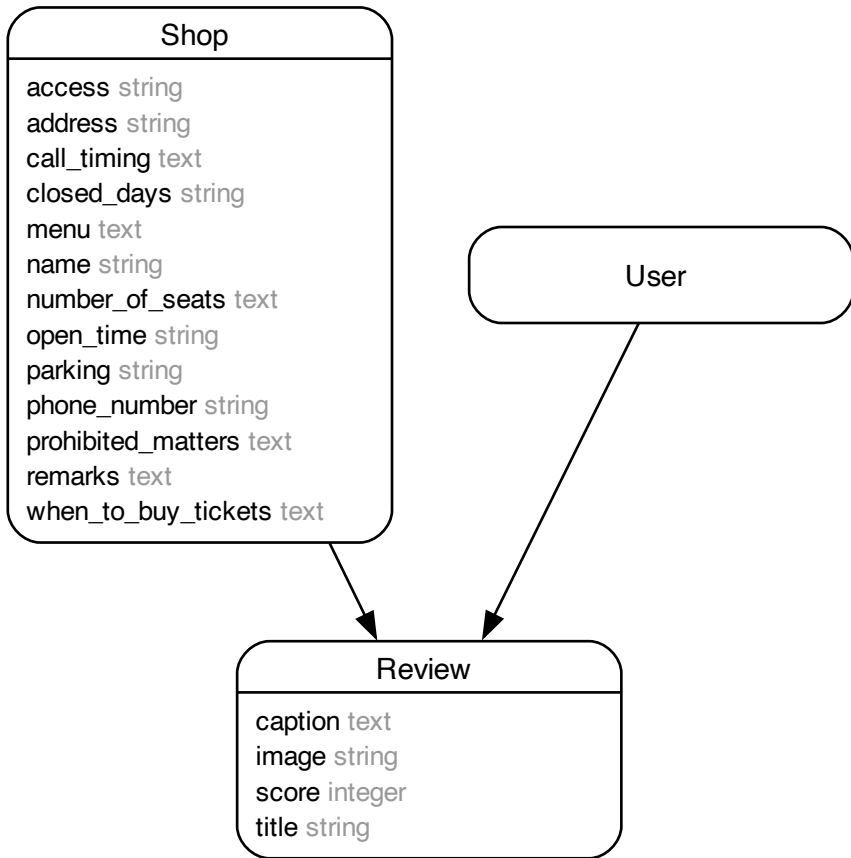 Shop
access string
address string
call_timing text
closed_days string
menu text
name string
number_of_seats text
open_time string
parking string
phone_number string
prohibited_matters text
remarks text
when_to_buy_tickets text
User
Review
caption text
image string
score integer
title string